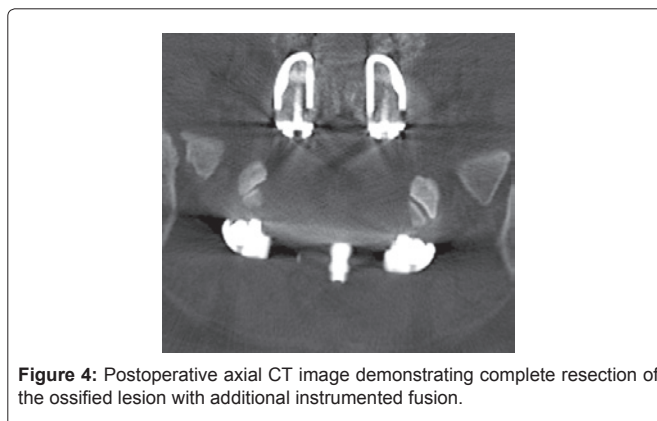 Figure 4: Postoperative axial CT image demonstrating complete resection of
the ossified lesion with additional instrumented fusion.